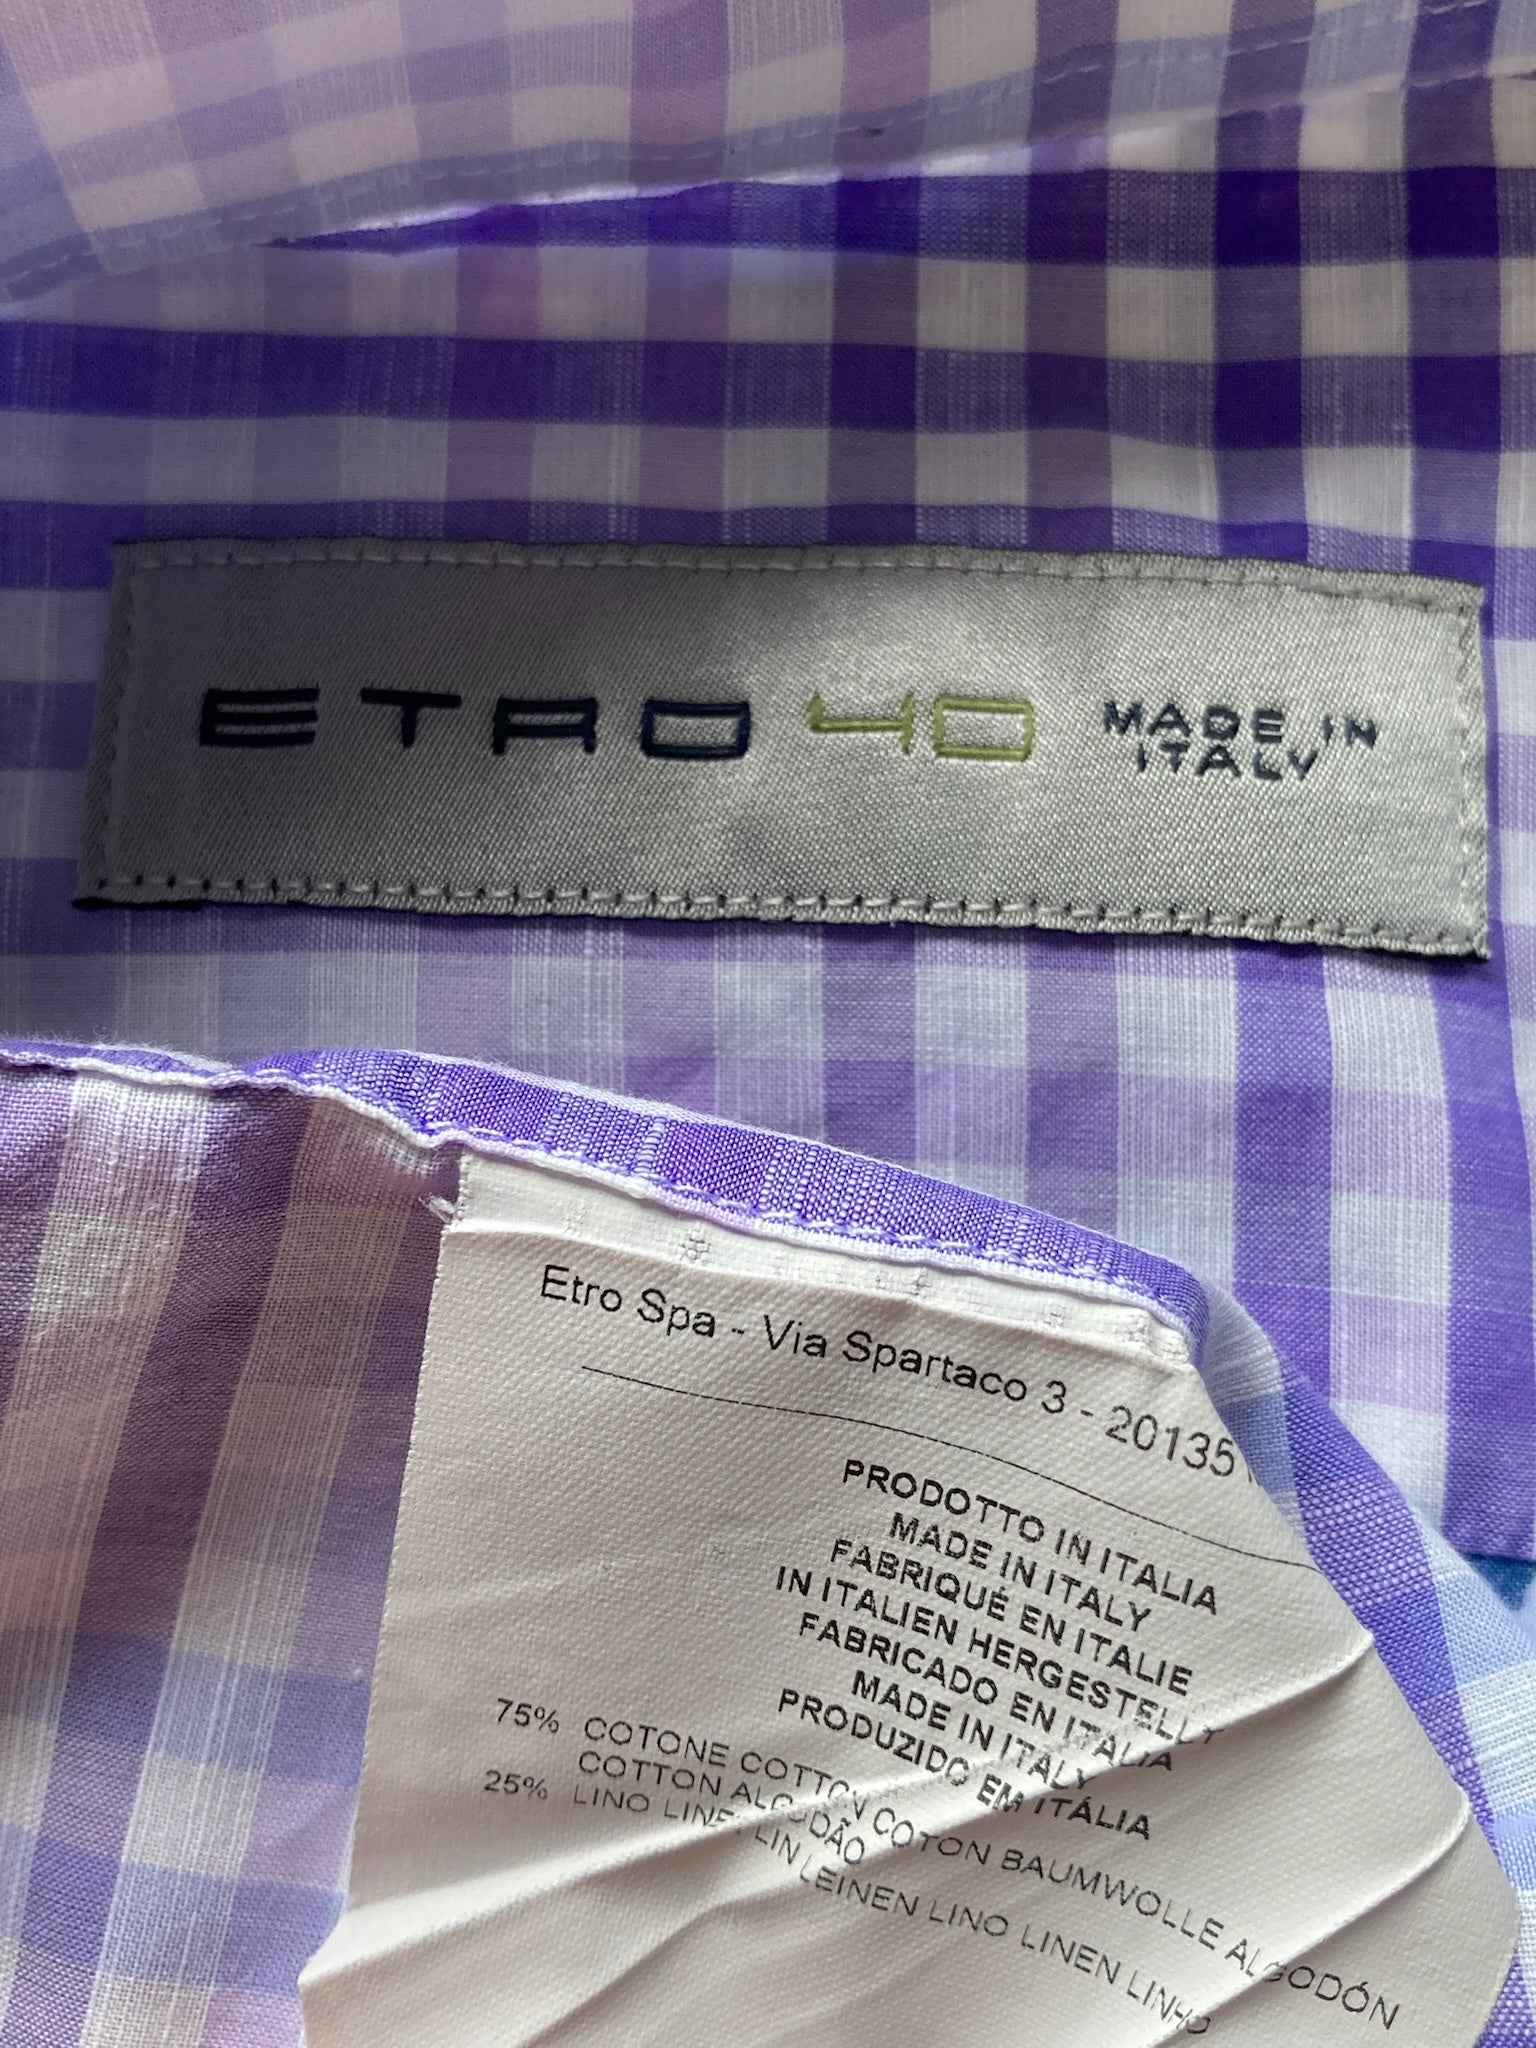 ETRO 40 MADE IN
ITALY
Etro Spa - Via Spartaco 3 - 20135
PRODOTTO IN ITALIA
MADE IN ITALY
FABRIQUÉ EN ITALIE
IN ITALIEN HERGESTELLT
FABRICADO EN ITALIA
MADE IN ITALY
PRODUZIDO EM ITÁLIA
75% COTONE COTTON COTON BAUMWOLLE ALGODÓN
COTTON ALGODÃO
25% LINO LINEN LIN LEINEN LINO LINEN LINHO